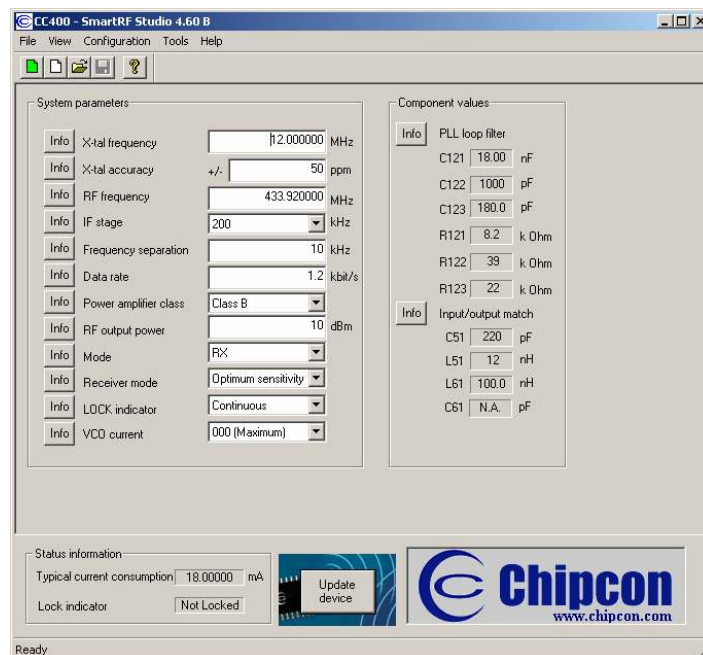 CC400 - SmartRF Studio 4.60 B
File View Configuration Tools Help
System parameters
Info X-tal frequency 12.000000 MHz
Info X-tal accuracy +/- 50 ppm
Info RF frequency 433.920000 MHz
Info IF stage 200 kHz
Info Frequency separation 10 kHz
Info Data rate 1.2 kbit/s
Info Power amplifier class Class B
Info RF output power 10 dBm
Info Mode RX
Info Receiver mode Optimum sensitivity
Info LOCK indicator Continuous
Info VCO current 000 (Maximum)
Component values
Info PLL loop filter
C121 18.00 nF
C122 1000 pF
C123 180.0 pF
R121 8.2 k Ohm
R122 39 k Ohm
R123 22 k Ohm
Info Input/output match
C51 220 pF
L51 12 nH
L61 100.0 nH
C61 N.A. pF
Status information
Typical current consumption 18.00000 mA
Lock indicator Not Locked
Update
device
Chipcon
www.chipcon.com
Ready